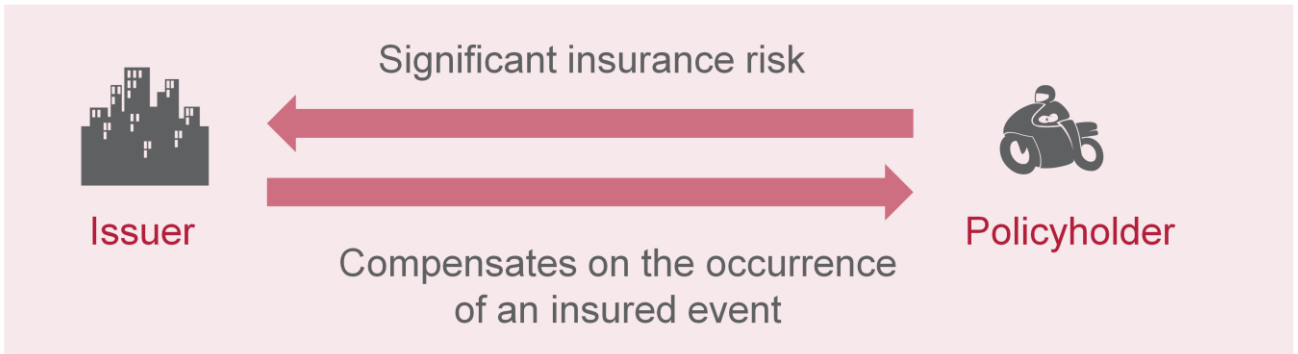 Significant insurance risk
Issuer
Policyholder
Compensates on the occurrence
of an insured event